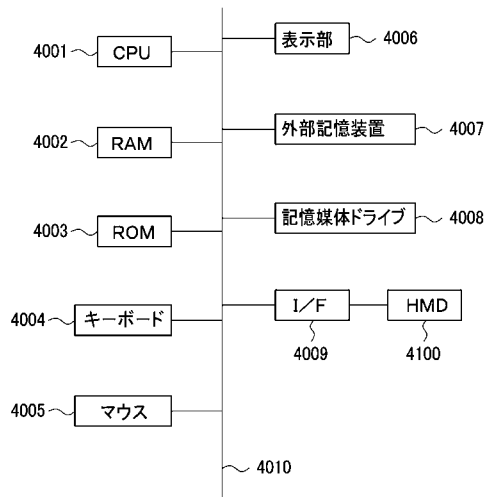 4001 CPU
4002 RAM
4003 ROM
4004 キーボード
4005 マウス
表示部 4006
外部記憶装置 4007
記憶媒体ドライブ 4008
I/F HMD
4009 4100
4010